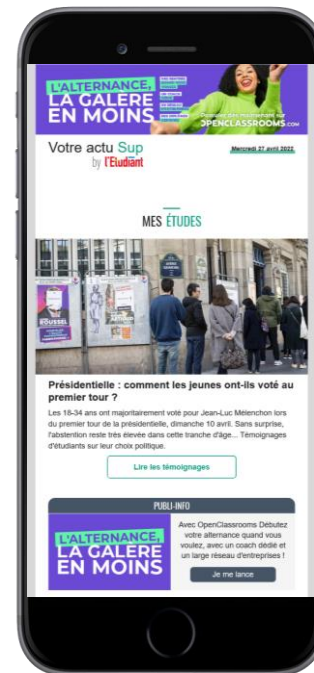 L'ALTERNANCE,
LA GALÈRE
EN MOINS
OPENCLASSROOMS.COM
Votre actu Sup
by l'Etudiant
Mercredi 27 avril 2022
MES ÉTUDES
ROUSSEL
Présidentielle : comment les jeunes ont-ils voté au
premier tour ?
Les 18-34 ans ont majoritairement voté pour Jean-Luc Mélenchon lors
du premier tour de la présidentielle, dimanche 10 avril. Sans surprise,
l'abstention reste très élevée dans cette tranche d'âge... Témoignages
d'étudiants sur leur choix politique.
Lire les témoignages
PUBLI-INFO
L'ALTERNANCE,
LA GALÈRE
EN MOINS
Avec OpenClassrooms Débutez
votre alternance quand vous
voulez, avec un coach dédié et
un large réseau d'entreprises !
Je me lance